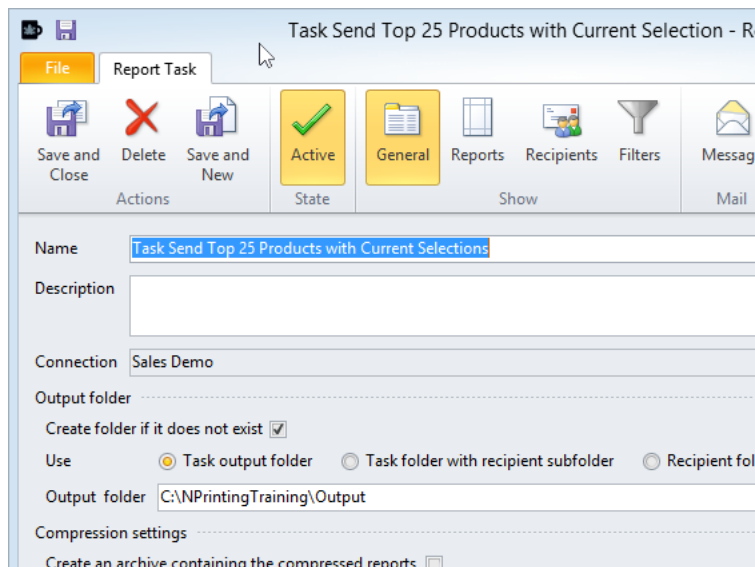 Task Send Top 25 Products with Current Selection - R
File
Report Task
Save and Close
Delete
Save and New
Active
General
Reports
Recipients
Filters
Messag
Actions
State
Show
Mail
Name
Task Send Top 25 Products with Current Selections
Description
Connection
Sales Demo
Output folder
Create folder if it does not exist
Use
Task output folder
Task folder with recipient subfolder
Recipient fol
Output folder
C:\NPrintingTraining\Output
Compression settings
Create an archive containing the compressed reports